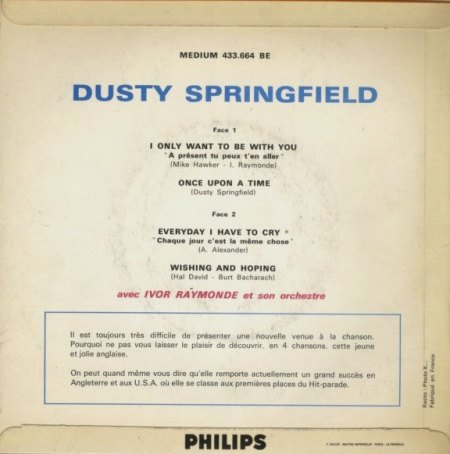 MEDIUM 433.664 BE
DUSTY SPRINGFIELD
Face 1
I ONLY WANT TO BE WITH YOU
"A présent tu peux t'en aller"
(Mike Hawker - I. Raymonde)
ONCE UPON A TIME
(Dusty Springfield)
Face 2
EVERYDAY I HAVE TO CRY *
"Chaque jour c'est la même chose"
(A. Alexander)
WISHING AND HOPING
(Hal David - Burt Bacharach)
avec IVOR RAYMONDE et son orchestre
Il est toujours très difficile de présenter une nouvelle venue à la chanson.
Pourquoi ne pas vous laisser le plaisir de découvrir, en 4 chansons, cette jeune
et jolie anglaise.
On peut quand même vous dire qu'elle remporte actuellement un grand succès en
Angleterre et aux U.S.A. où elle se classe aux premières places du Hit-parade.
Recto : Photo X...
Fabriqué en France
PHILIPS